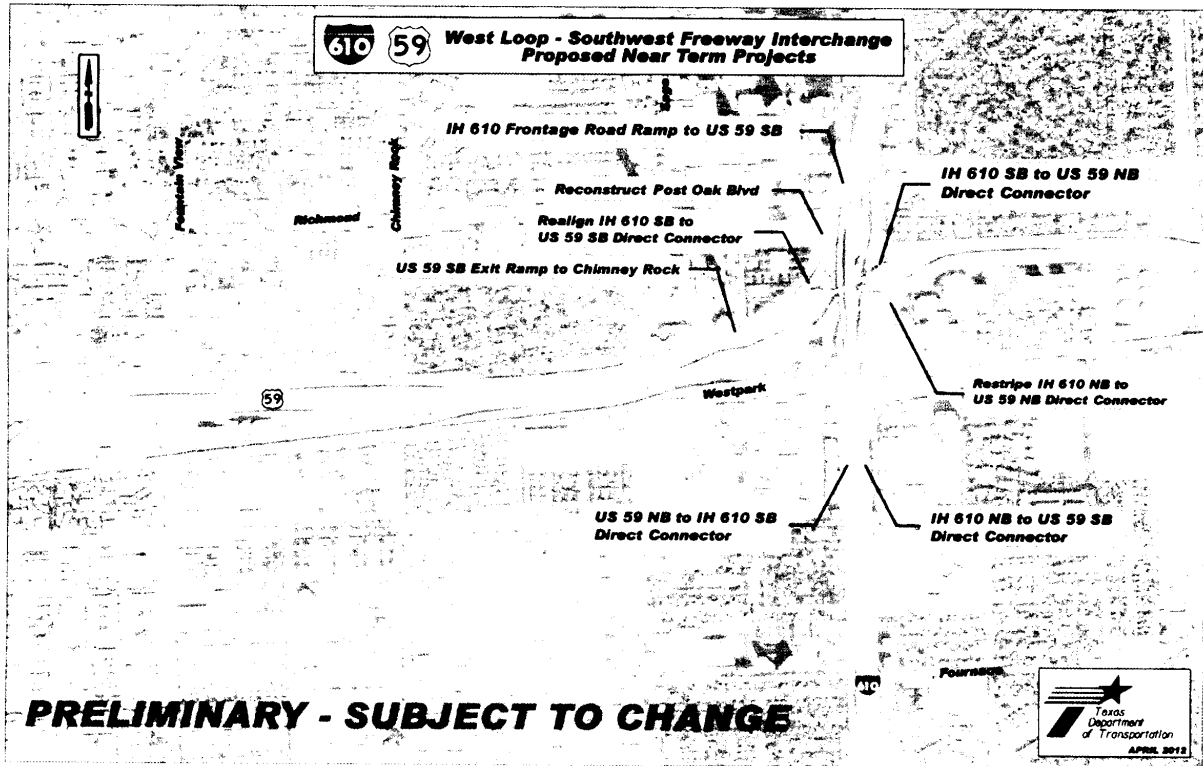 610 59 West Loop - Southwest Freeway Interchange
Proposed Near Term Projects
Sage
IH 610 Frontage Road Ramp to US 59 SB
Fountain View
Chimney Rock
IH 610 SB to US 59 NB
Direct Connector
Reconstruct Post Oak Blvd
Richmond
Realign IH 610 SB to
US 59 SB Direct Connector
US 59 SB Exit Ramp to Chimney Rock
Restripe IH 610 NB to
US 59 NB Direct Connector
Westpark
59
US 59 NB to IH 610 SB
Direct Connector
IH 610 NB to US 59 SB
Direct Connector
Fournace
610
PRELIMINARY - SUBJECT TO CHANGE
Texas
Department
of Transportation
APRIL 2012